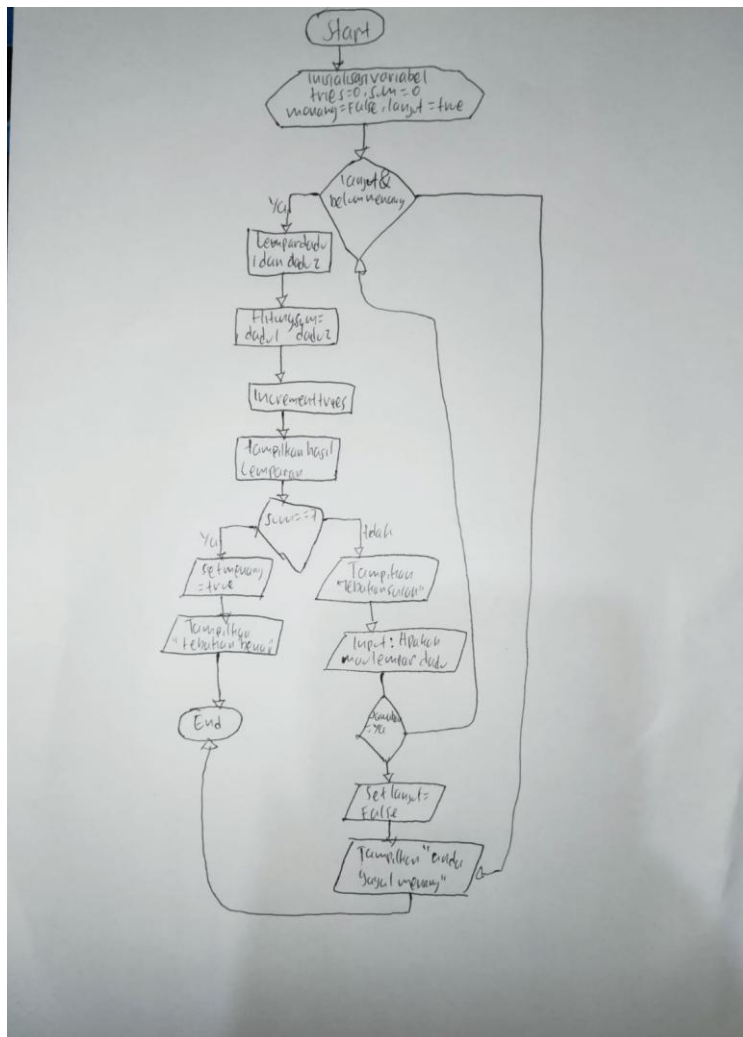 Start
Inisialisasi variabel
tries=0, sum=0
menang=False, lanjut=true
lanjut &
belum menang
Ya
Lempar dadu
1 dan dadu 2
Hitung sum=
dadu1 dadu2
Increment tries
tampilkan hasil
lemparan
sum==7
Ya
tidak
set menang
=true
Tampilkan
"tebakan benar"
Tampilkan
"tebakan salah"
Input: Apakah
mau lempar dadu
=Ya
End
Set lanjut=
False
Tampilkan "anda
gagal menang"